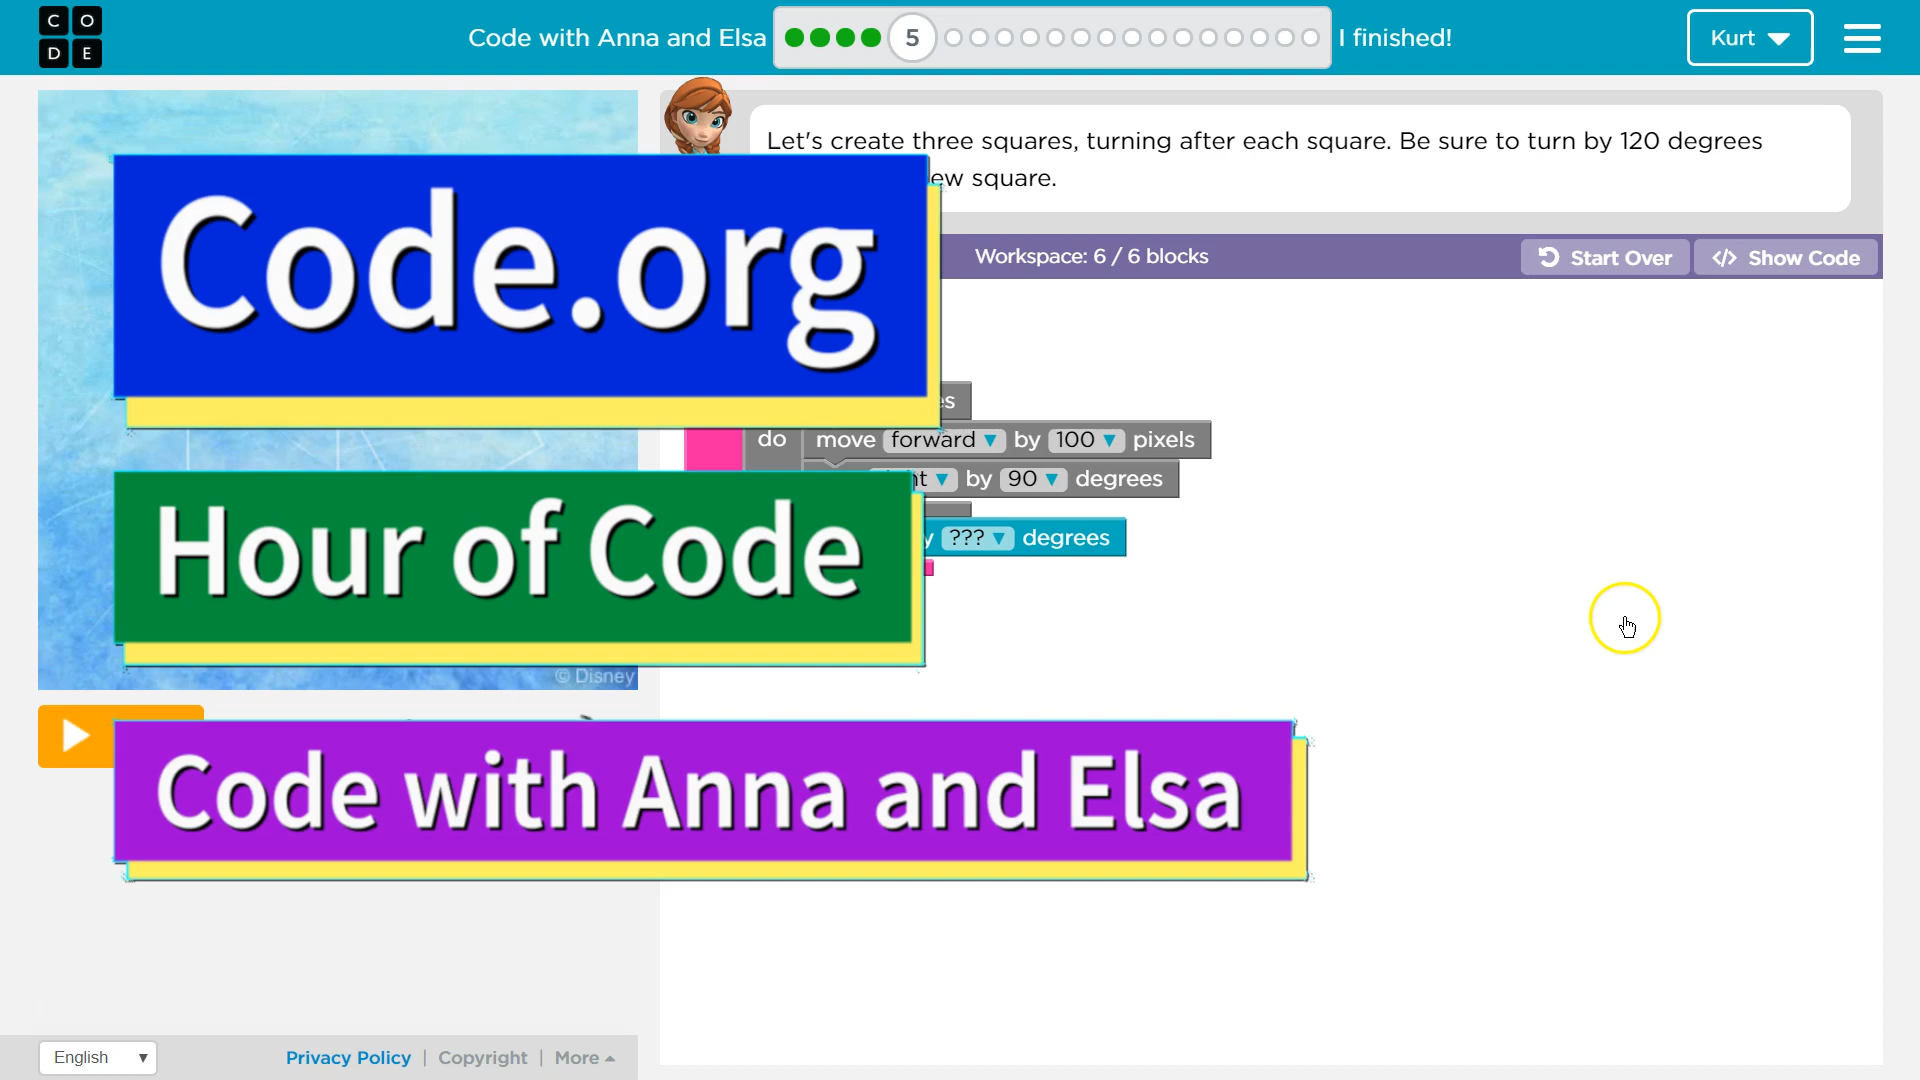 C O
D E
Code with Anna and Elsa 5 I finished!
Kurt
Let's create three squares, turning after each square. Be sure to turn by 120 degrees
ew square.
Workspace: 6 / 6 blocks
Start Over
</> Show Code
Code.org
es
do move forward by 100 pixels
ht by 90 degrees
y ??? degrees
Hour of Code
© Disney
Code with Anna and Elsa
English
Privacy Policy | Copyright | More